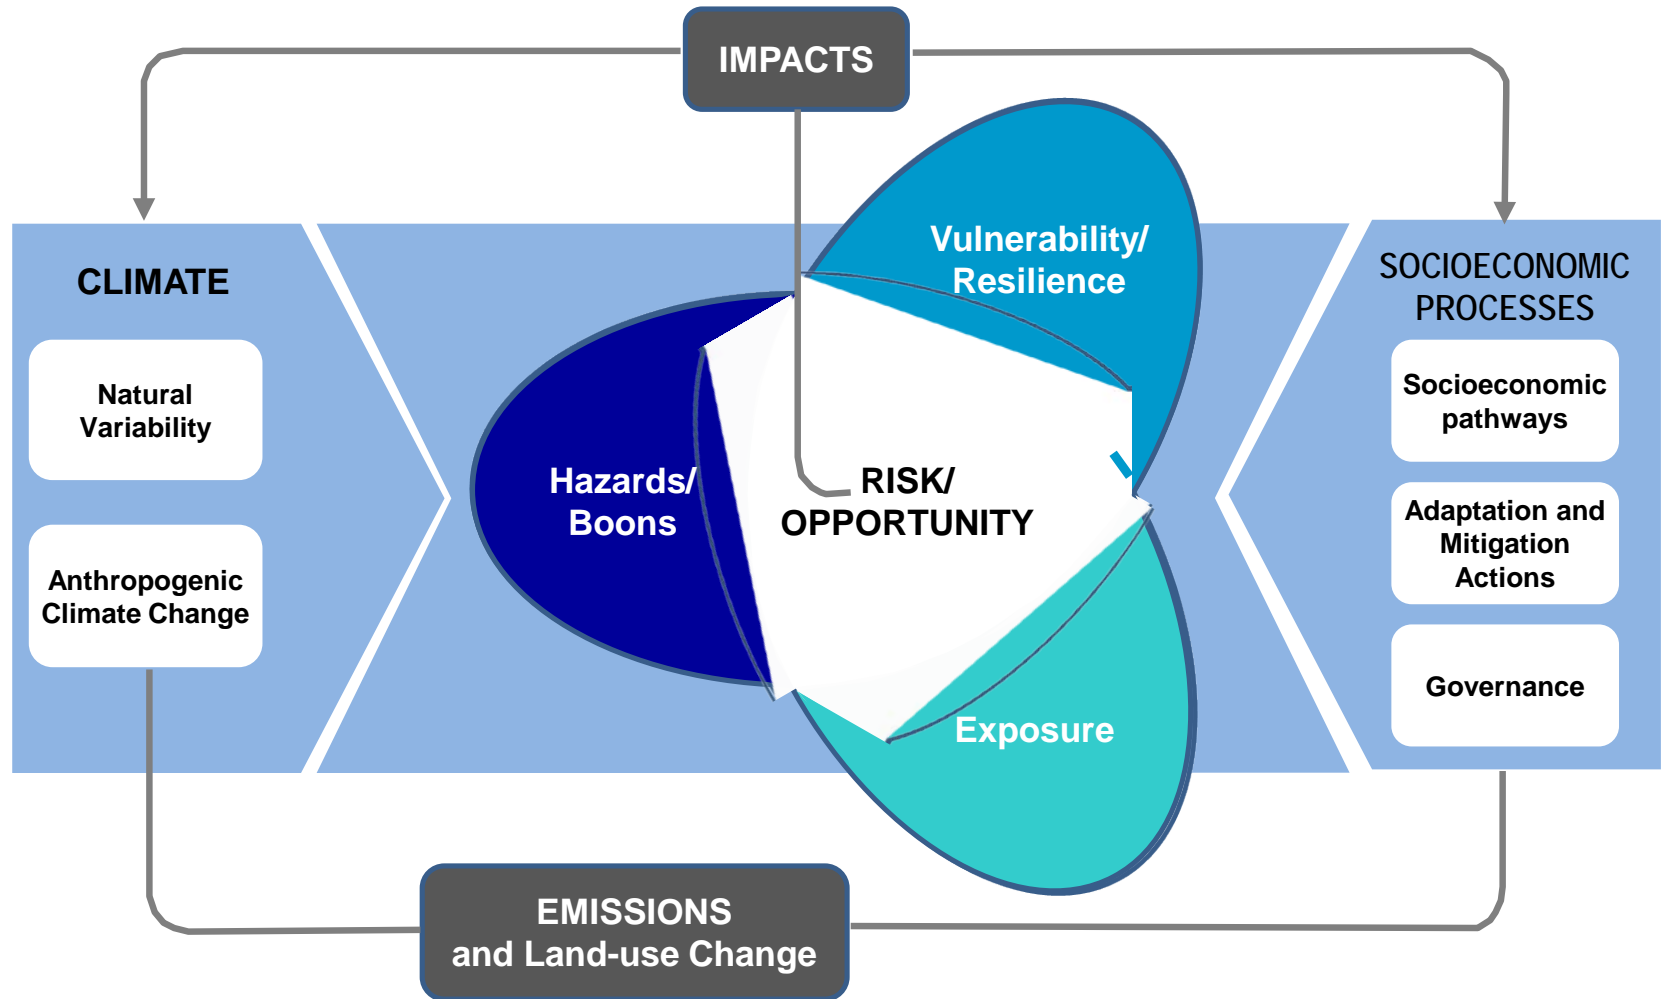 IMPACTS
CLIMATE
Natural
Variability
Anthropogenic
Climate Change
Hazards/
Boons
Vulnerability/
Resilience
RISK/
OPPORTUNITY
Exposure
SOCIOECONOMIC
PROCESSES
Socioeconomic
pathways
Adaptation and
Mitigation
Actions
Governance
EMISSIONS
and Land-use Change